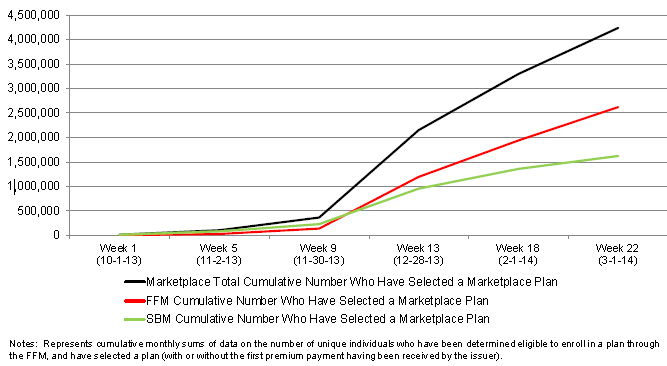 4,500,000
4,000,000
3,500,000
3,000,000
2,500,000
2,000,000
1,500,000
1,000,000
500,000
0
Week 1 Week 5 Week 9 Week 13 Week 18 Week 22
(10-1-13) (11-2-13) (11-30-13) (12-28-13) (2-1-14) (3-1-14)
Marketplace Total Cumulative Number Who Have Selected a Marketplace Plan
FFM Cumulative Number Who Have Selected a Marketplace Plan
SBM Cumulative Number Who Have Selected a Marketplace Plan
Notes: Represents cumulative monthly sums of data on the number of unique individuals who have been determined eligible to enroll in a plan through
the FFM, and have selected a plan (with or without the first premium payment having been received by the issuer).